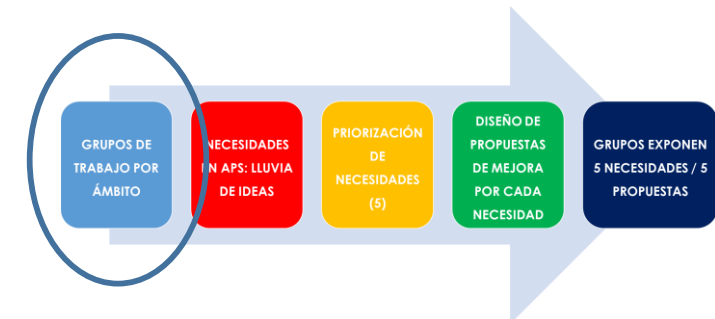 GRUPOS DE
TRABAJO POR
ÁMBITO
NECESIDADES
EN APS: LLUVIA
DE IDEAS
PRIORIZACIÓN
DE
NECESIDADES
(5)
DISEÑO DE
PROPUESTAS
DE MEJORA
POR CADA
NECESIDAD
GRUPOS EXPONEN
5 NECESIDADES / 5
PROPUESTAS